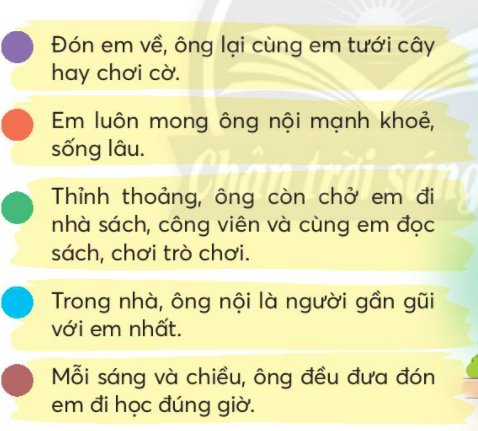 Đón em về, ông lại cùng em tưới cây
hay chơi cờ.
Em luôn mong ông nội mạnh khoẻ,
sống lâu.
Thỉnh thoảng, ông còn chở em đi
nhà sách, công viên và cùng em đọc
sách, chơi trò chơi.
Trong nhà, ông nội là người gần gũi
với em nhất.
Mỗi sáng và chiều, ông đều đưa đón
em đi học đúng giờ.
Chân trời sáng